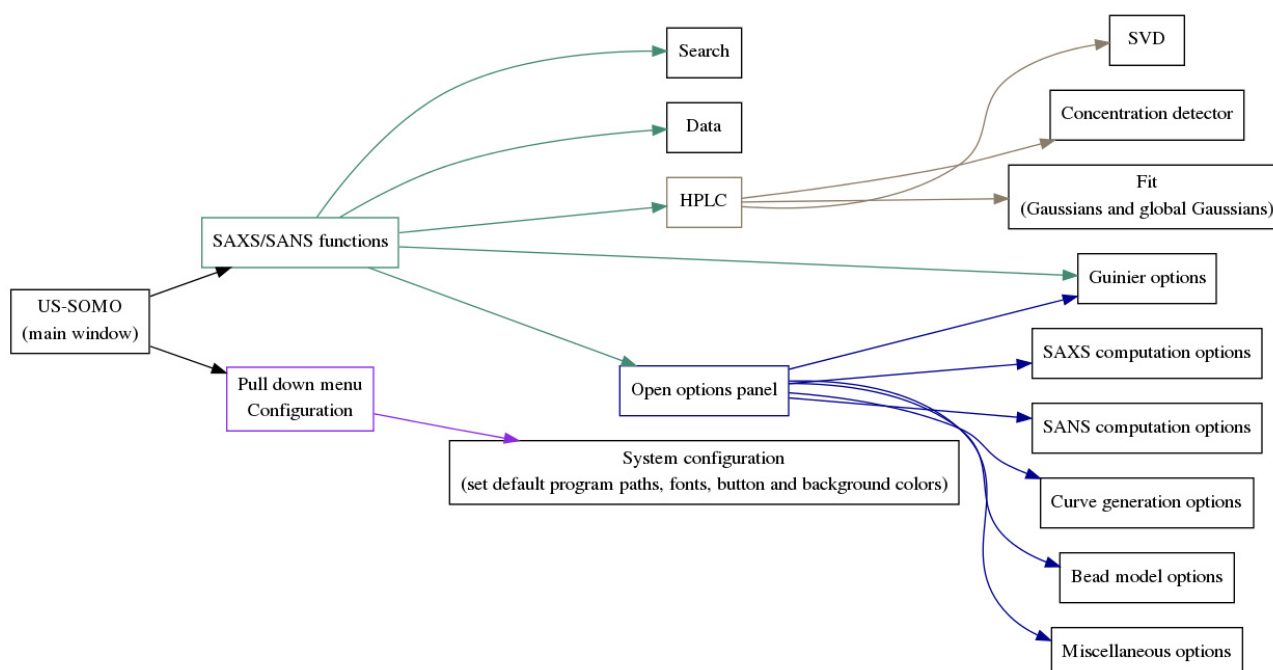 SVD
Search
Concentration detector
Data
Fit
(Gaussians and global Gaussians)
HPLC
SAXS/SANS functions
Guinier options
US-SOMO
(main window)
SAXS computation options
Pull down menu
Configuration
Open options panel
SANS computation options
System configuration
(set default program paths, fonts, button and background colors)
Curve generation options
Bead model options
Miscellaneous options